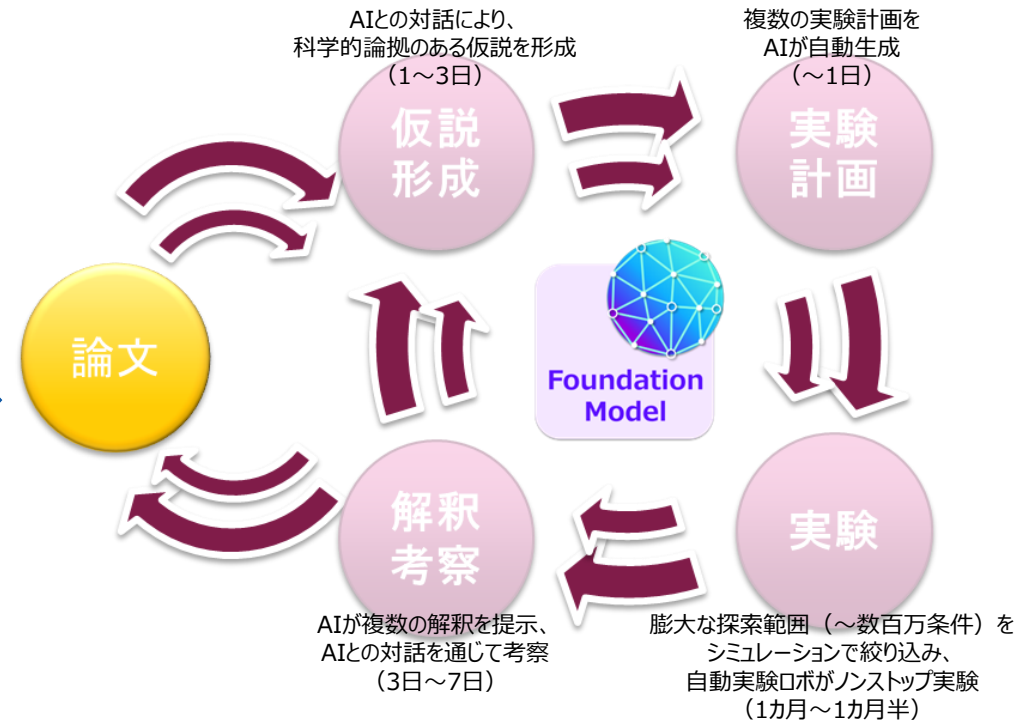 AIとの対話により、
科学的論拠のある仮説を形成
（1～3日）
仮説
形成
複数の実験計画を
AIが自動生成
（～1日）
実験
計画
論文
Foundation
Model
解釈
考察
AIが複数の解釈を提示、
AIとの対話を通じて考察
（3日～7日）
実験
膨大な探索範囲（～数百万条件）を
シミュレーションで絞り込み、
自動実験ロボがノンストップ実験
（1カ月～1カ月半）